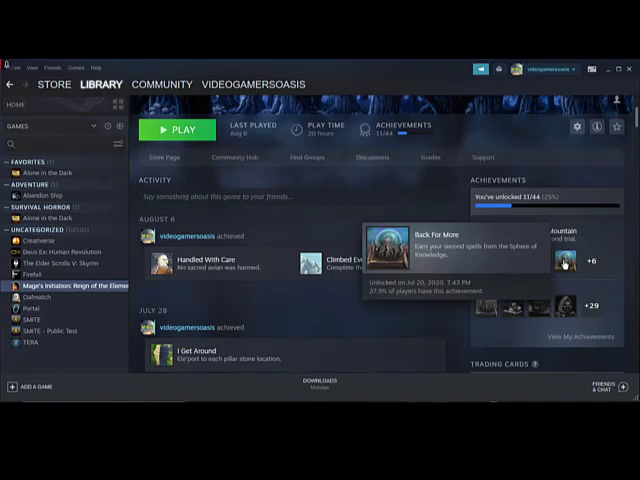 View Friends Games Help
videogamersoasis
STORE LIBRARY COMMUNITY VIDEOGAMERSOASIS
HOME
GAMES
FAVORITES
Alone in the Dark
ADVENTURE
Abandon Ship
SURVIVAL HORROR
Alone in the Dark
UNCATEGORIZED
Creativerse
Deus Ex: Human Revolution
The Elder Scrolls V: Skyrim
Firefall
Mage's Initiation: Reign of the Eleme
Oafmatch
Portal
SMITE
SMITE - Public Test
TERA
ADD A GAME
PLAY
LAST PLAYED
Aug 6
PLAY TIME
20 hours
ACHIEVEMENTS
11/44
Store Page Community Hub Find Groups Discussions Guides Support
ACTIVITY
Say something about this game to your friends...
AUGUST 6
videogamersoasis achieved
Handled With Care
No sacred avian was harmed.
Climbed Eve
Complete th
JULY 28
videogamersoasis achieved
I Get Around
to each pillar stone location.
ACHIEVEMENTS
You've unlocked 11/44 (25%)
Mountain
ond trial.
+6
Back For More
Earn your second spells from the Sphere of
Knowledge.
Unlocked on Jul 20, 2020, 7:43 PM
37.9% of players have this achievement
+29
View My Achievements
TRADING CARDS
DOWNLOADS
Manage
FRIENDS
& CHAT